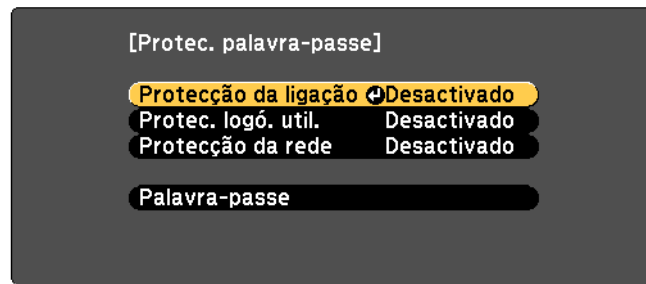 [Protec. palavra-passe]
Protecção da ligação Desactivado
Protec. logó. util. Desactivado
Protecção da rede Desactivado
Palavra-passe